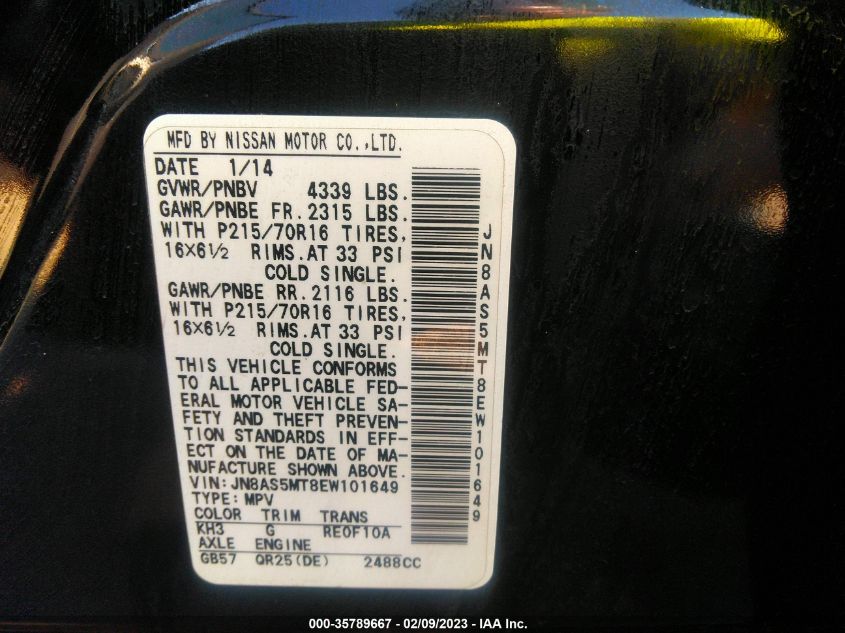 MFD BY NISSAN MOTOR CO.,LTD.
DATE 1/14
GVWR/PNBV 4339 LBS.
GAWR/PNBE FR.2315 LBS.
WITH P215/70R16 TIRES,
16X6½ RIMS.AT 33 PSI
COLD SINGLE.
GAWR/PNBE RR.2116 LBS.
WITH P215/70R16 TIRES,
16X6½ RIMS.AT 33 PSI
COLD SINGLE.
THIS VEHICLE CONFORMS
TO ALL APPLICABLE FED-
ERAL MOTOR VEHICLE SA-
FETY AND THEFT PREVEN-
TION STANDARDS IN EFF-
ECT ON THE DATE OF MA-
NUFACTURE SHOWN ABOVE.
VIN:JN8AS5MT8EW101649
TYPE:MPV
COLOR TRIM TRANS
KH3 G RE0F10A
AXLE ENGINE
GB57 QR25(DE) 2488CC
JN8AS5MT8EW101649
000-35789667 - 02/09/2023 - IAA Inc.